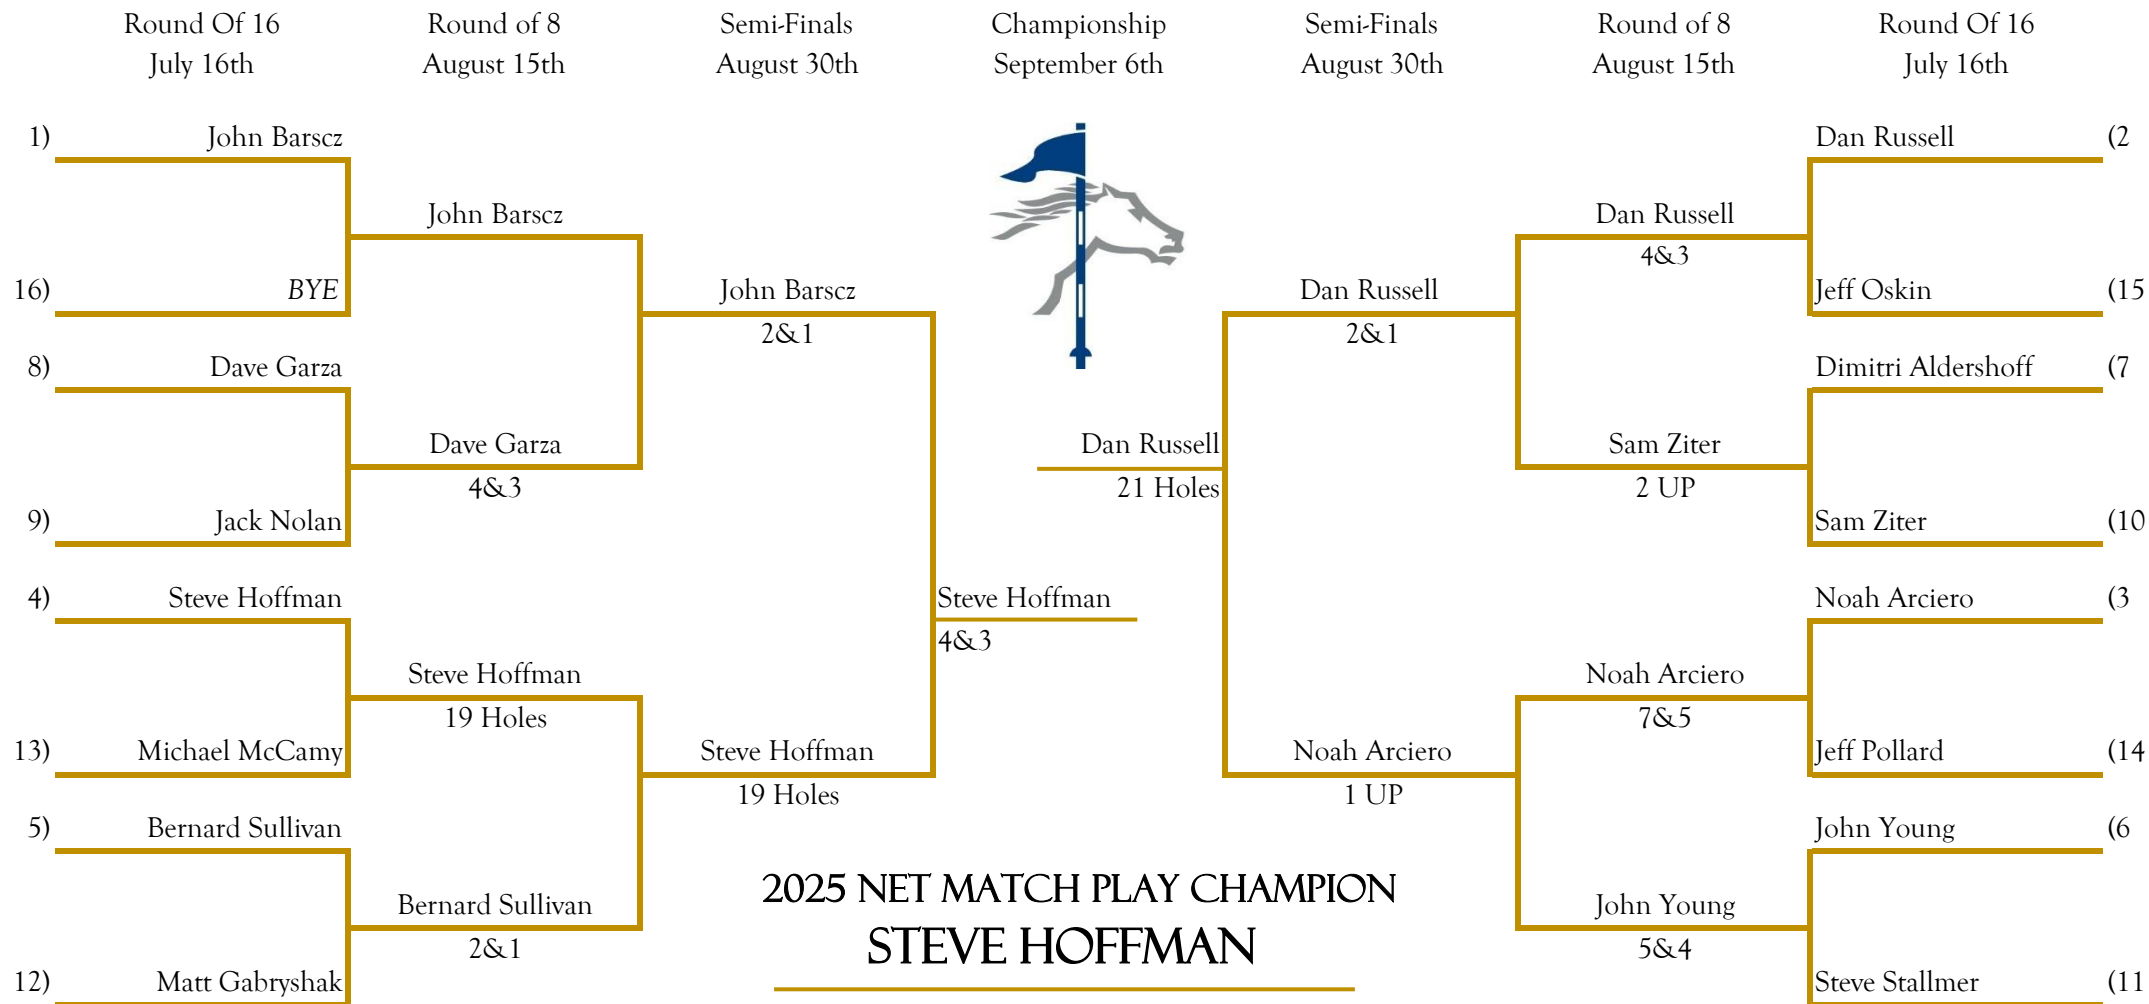 Round Of 16 Round of 8 Semi-Finals Championship Semi-Finals Round of 8 Round Of 16
July 16th August 15th August 30th September 6th August 30th August 15th July 16th
1) John Barscz Dan Russell (2
John Barscz Dan Russell
4&3
16) BYE John Barscz Dan Russell Jeff Oskin (15
2&1 2&1
8) Dave Garza Dimitri Aldershoff (7
Dave Garza Dan Russell Sam Ziter
4&3 21 Holes 2 UP
9) Jack Nolan Sam Ziter (10
4) Steve Hoffman Steve Hoffman Noah Arciero (3
4&3
Steve Hoffman Noah Arciero
19 Holes 7&5
13) Michael McCamy Steve Hoffman Noah Arciero Jeff Pollard (14
19 Holes 1 UP
5) Bernard Sullivan John Young (6
2025 NET MATCH PLAY CHAMPION
Bernard Sullivan John Young
STEVE HOFFMAN
2&1 5&4
12) Matt Gabryshak Steve Stallmer (11